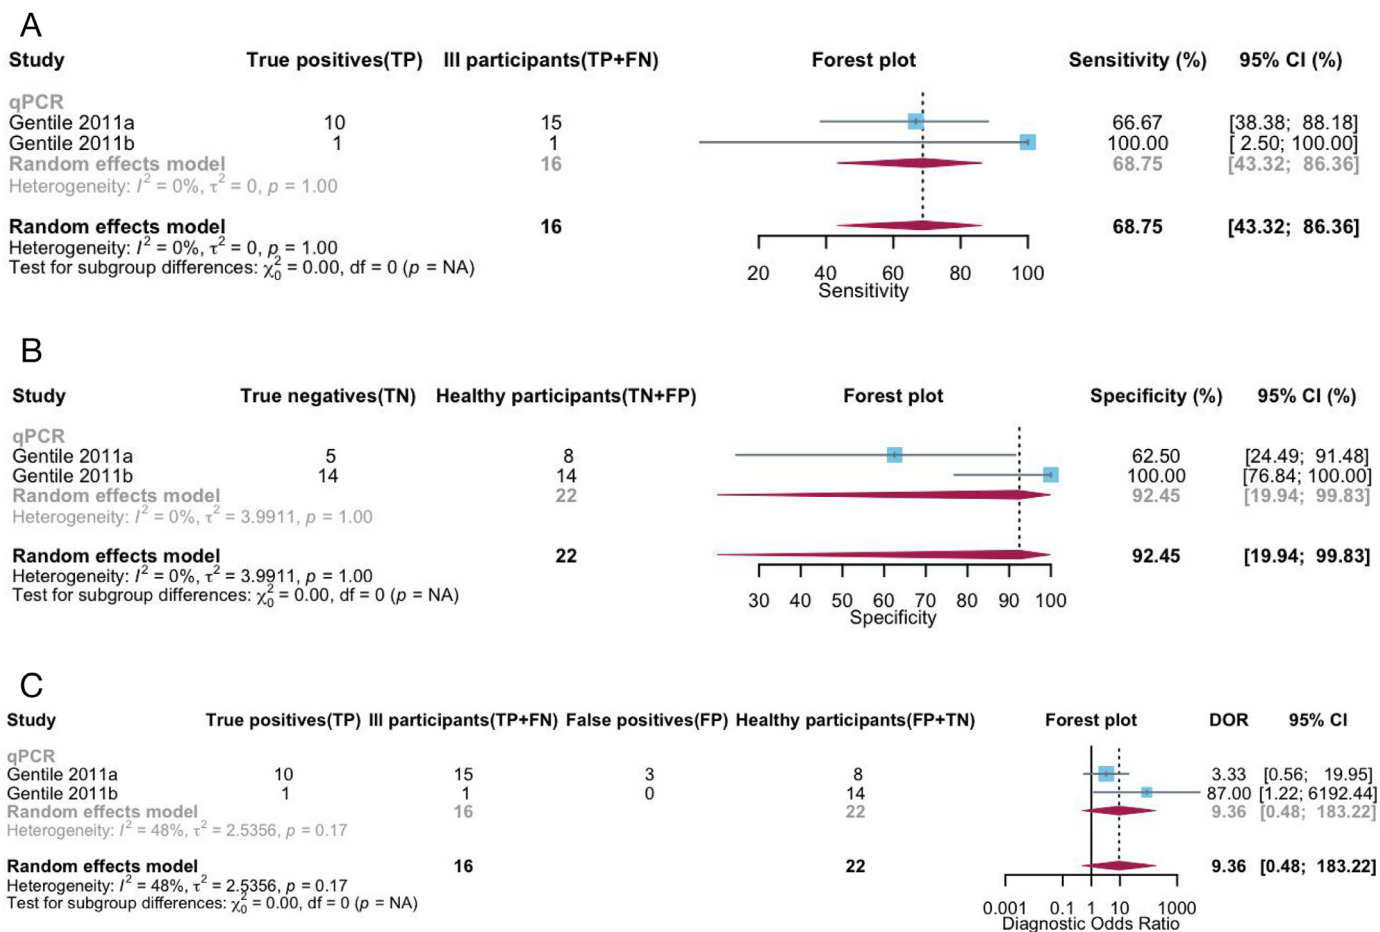 A
Study True positives(TP) Ill participants(TP+FN) Forest plot Sensitivity (%) 95% CI (%)
qPCR
Gentile 2011a 10 15 66.67 [38.38; 88.18]
Gentile 2011b 1 1 100.00 [ 2.50; 100.00]
Random effects model 16 68.75 [43.32; 86.36]
Heterogeneity: I² = 0%, τ² = 0, p = 1.00
Random effects model 16 68.75 [43.32; 86.36]
Heterogeneity: I² = 0%, τ² = 0, p = 1.00
Test for subgroup differences: χ²₀ = 0.00, df = 0 (p = NA)
20 40 60 80 100
Sensitivity
B
Study True negatives(TN) Healthy participants(TN+FP) Forest plot Specificity (%) 95% CI (%)
qPCR
Gentile 2011a 5 8 62.50 [24.49; 91.48]
Gentile 2011b 14 14 100.00 [76.84; 100.00]
Random effects model 22 92.45 [19.94; 99.83]
Heterogeneity: I² = 0%, τ² = 3.9911, p = 1.00
Random effects model 22 92.45 [19.94; 99.83]
Heterogeneity: I² = 0%, τ² = 3.9911, p = 1.00
Test for subgroup differences: χ²₀ = 0.00, df = 0 (p = NA)
30 40 50 60 70 80 90 100
Specificity
C
Study True positives(TP) Ill participants(TP+FN) False positives(FP) Healthy participants(FP+TN) Forest plot DOR 95% CI
qPCR
Gentile 2011a 10 15 3 8 3.33 [0.56; 19.95]
Gentile 2011b 1 1 0 14 87.00 [1.22; 6192.44]
Random effects model 16 22 9.36 [0.48; 183.22]
Heterogeneity: I² = 48%, τ² = 2.5356, p = 0.17
Random effects model 16 22 9.36 [0.48; 183.22]
Heterogeneity: I² = 48%, τ² = 2.5356, p = 0.17
Test for subgroup differences: χ²₀ = 0.00, df = 0 (p = NA)
0.001 0.1 1 10 1000
Diagnostic Odds Ratio